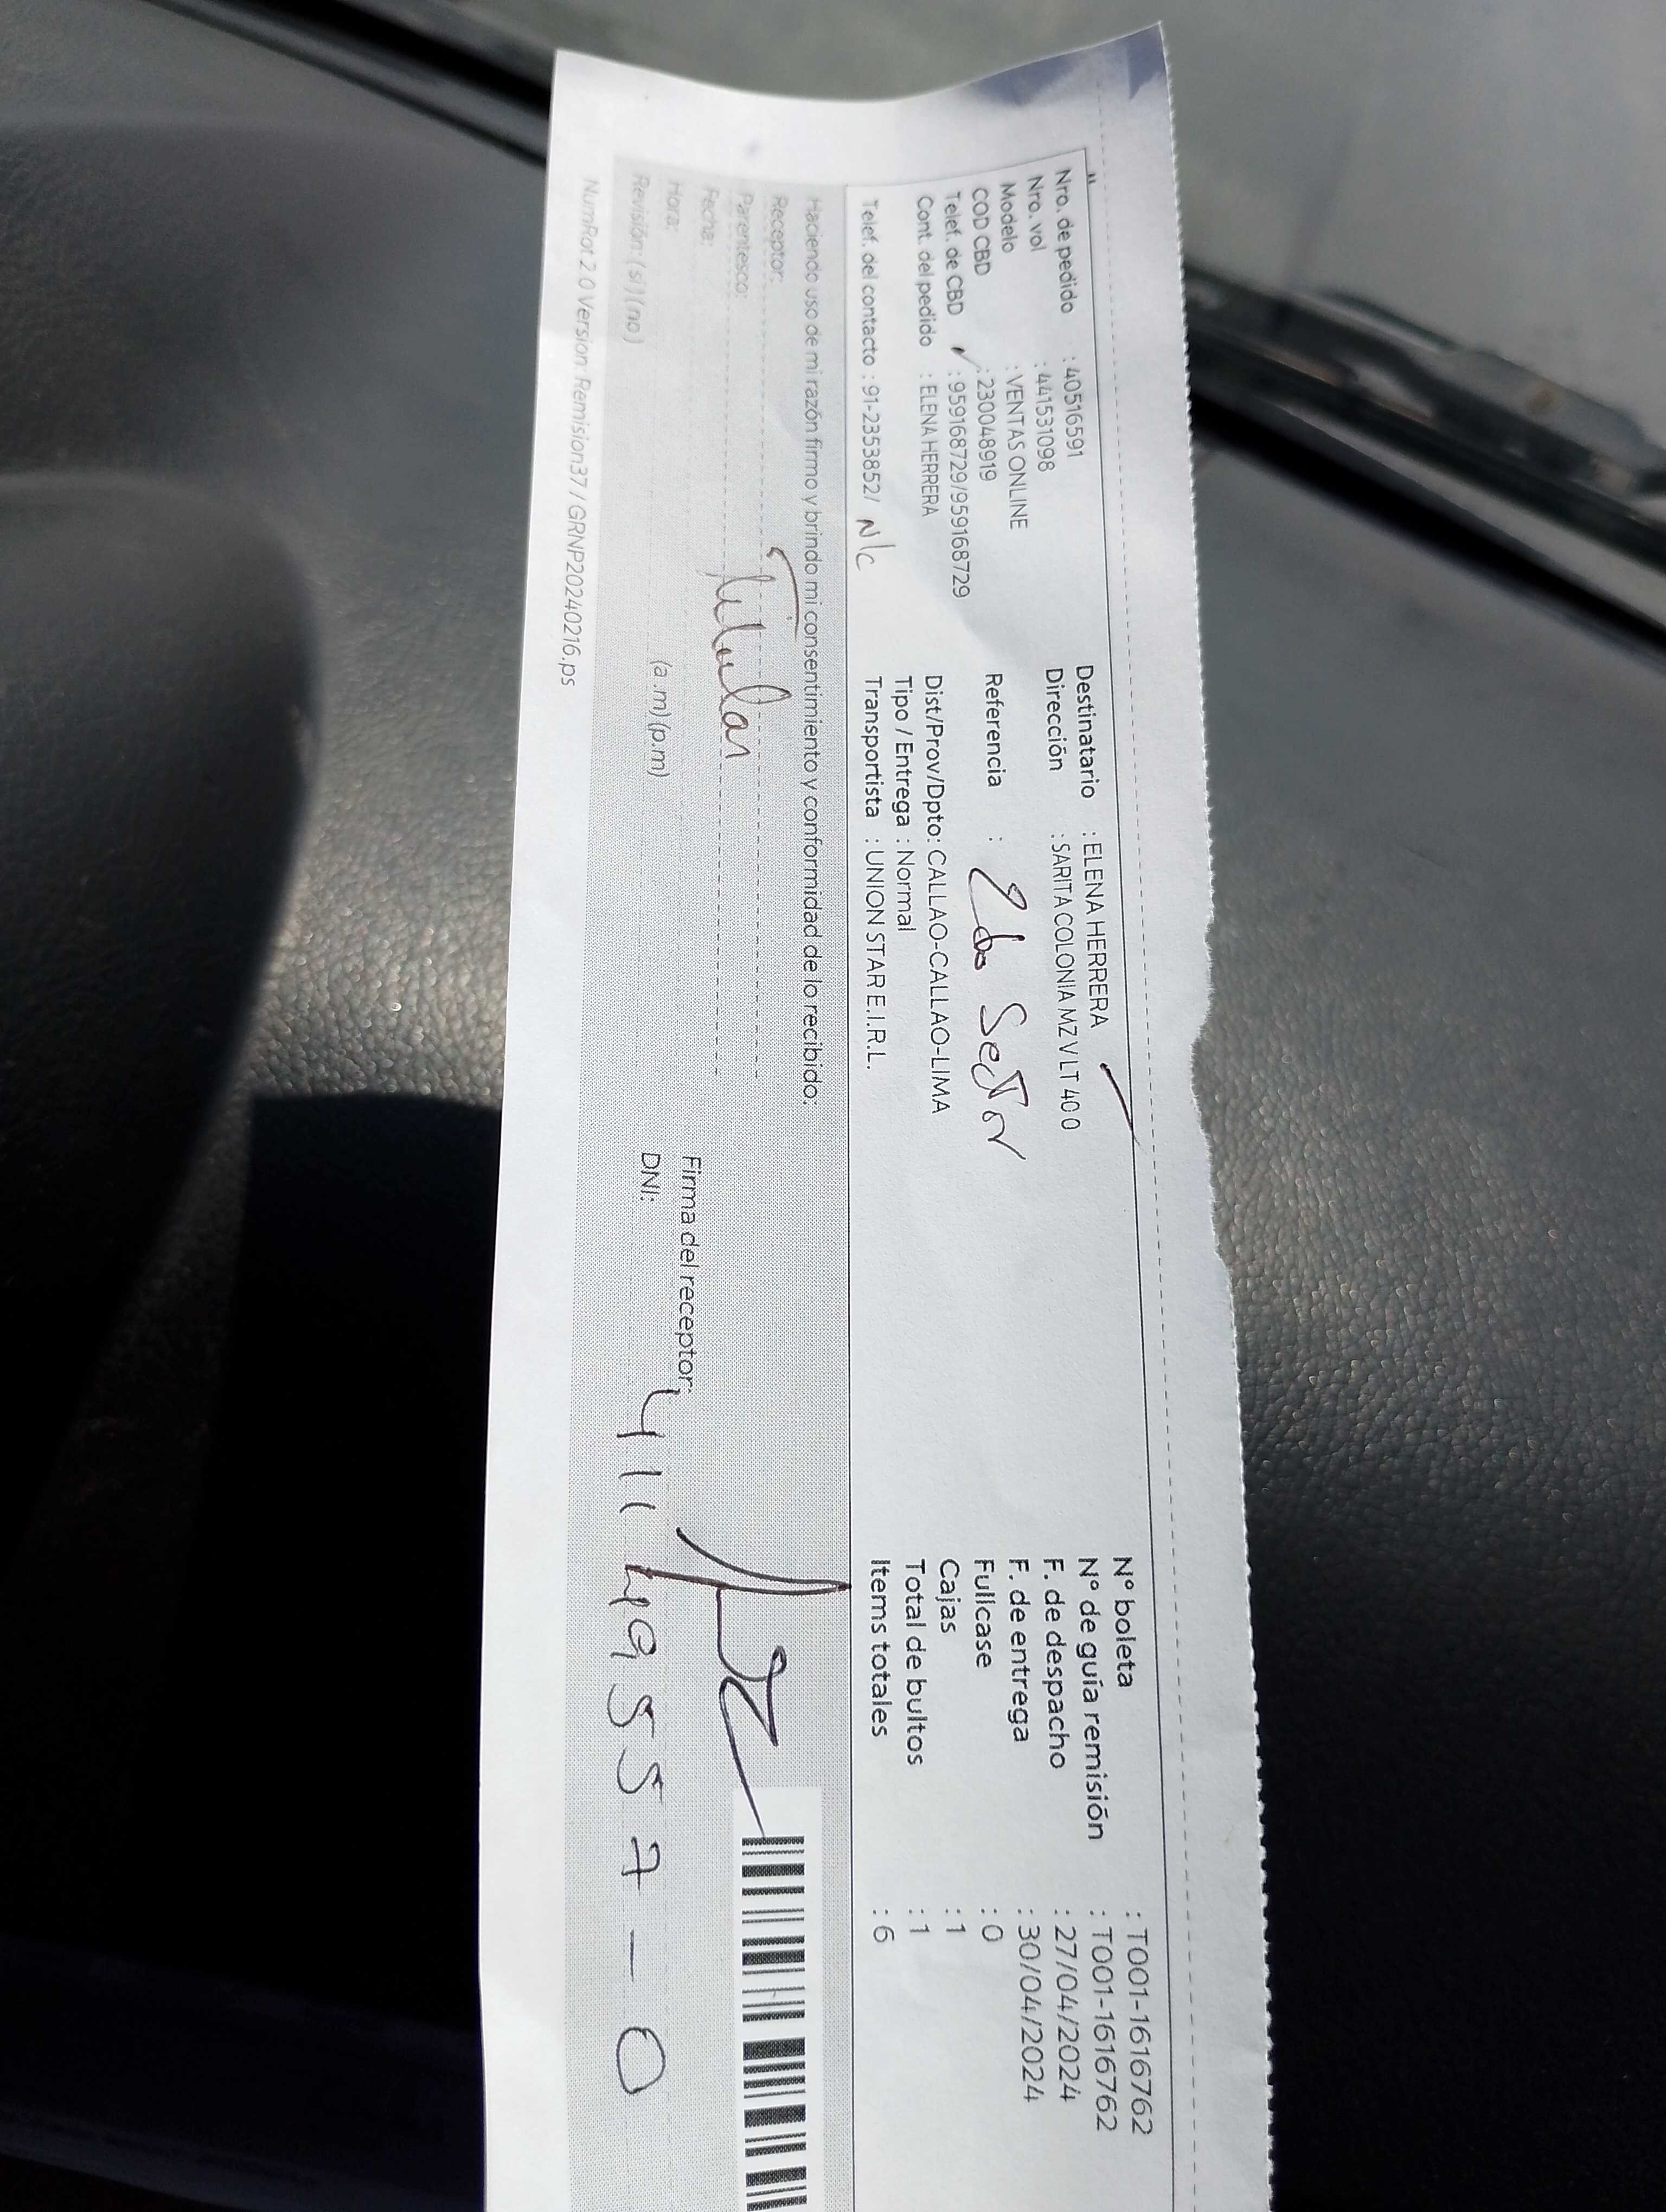 Nro. de pedido : 40516591
Nro. vol : 441531098
Modelo : VENTAS ONLINE
COD CBD : 230048919
Telef. de CBD ✓ : 959168729/959168729
Cont. del pedido : ELENA HERRERA
Telef. del contacto : 91-2353852/ N/c
Destinatario : ELENA HERRERA
Dirección : SARITA COLONIA MZ V LT 40 0
Referencia : 2do Sector
Dist/Prov/Dpto: CALLAO-CALLAO-LIMA
Tipo / Entrega : Normal
Transportista : UNION STAR E.I.R.L.
N° boleta : T001-1616762
N° de guía remisión : T001-1616762
F. de despacho : 27/04/2024
F. de entrega : 30/04/2024
Fullcase : 0
Cajas : 1
Total de bultos : 1
Items totales : 6
Haciendo uso de mi razón firmo y brindo mi consentimiento y conformidad de lo recibido:
Receptor:
Parentesco: Titular
Fecha:
Hora: (a.m) (p.m)
Revisión: (si) (no)
Firma del receptor:
DNI:
NumRot 2 0 Version Remision37 / GRNP20240216.ps